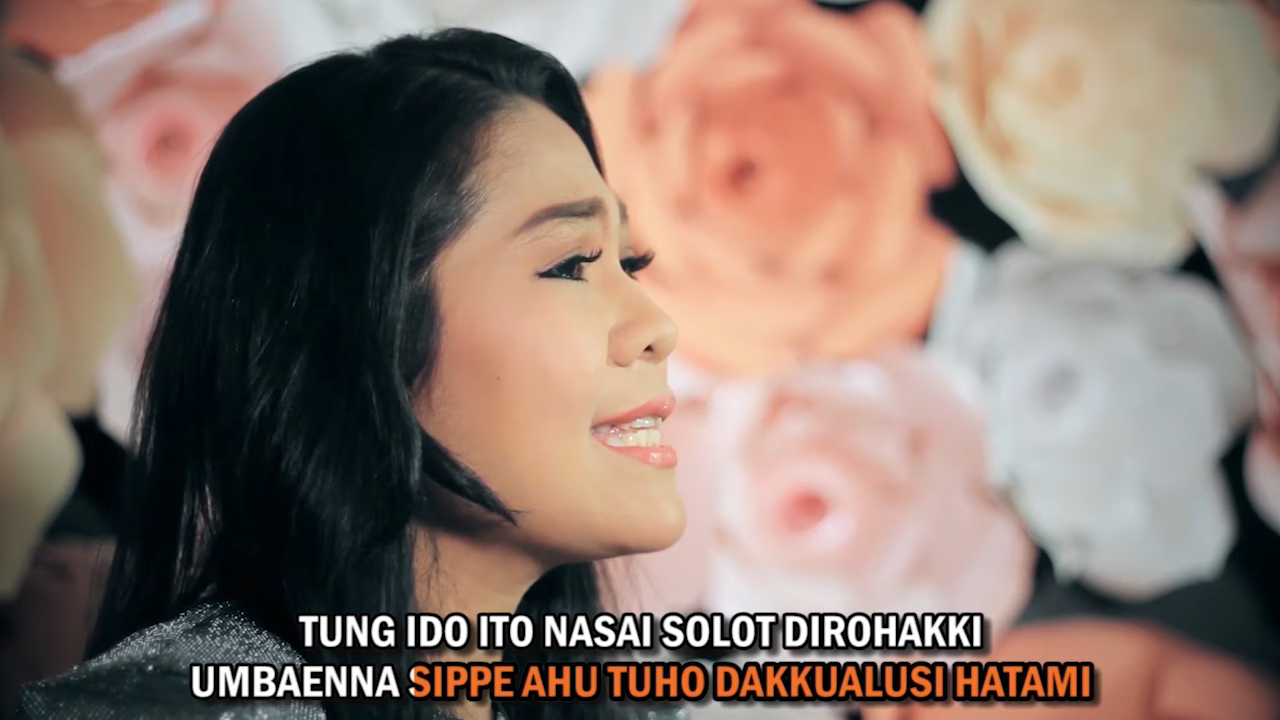 TUNG IDO ITO NASAI SOLOT DIROHAKKI
UMBAENNA SIPPE AHU TUHO DAKKUALUSI HATAMI